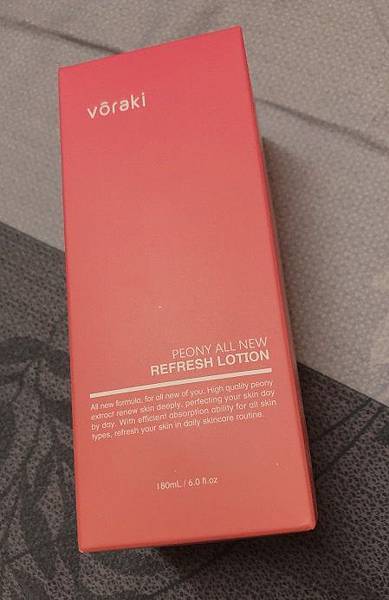 vôraki
PEONY ALL NEW
REFRESH LOTION
All new formula, for all new of you. High quality peony
extract renew skin deeply, perfecting your skin day
by day. With efficient absorption ability for all skin
types, refresh your skin in daily skincare routine.
180mL / 6.0 fl.oz